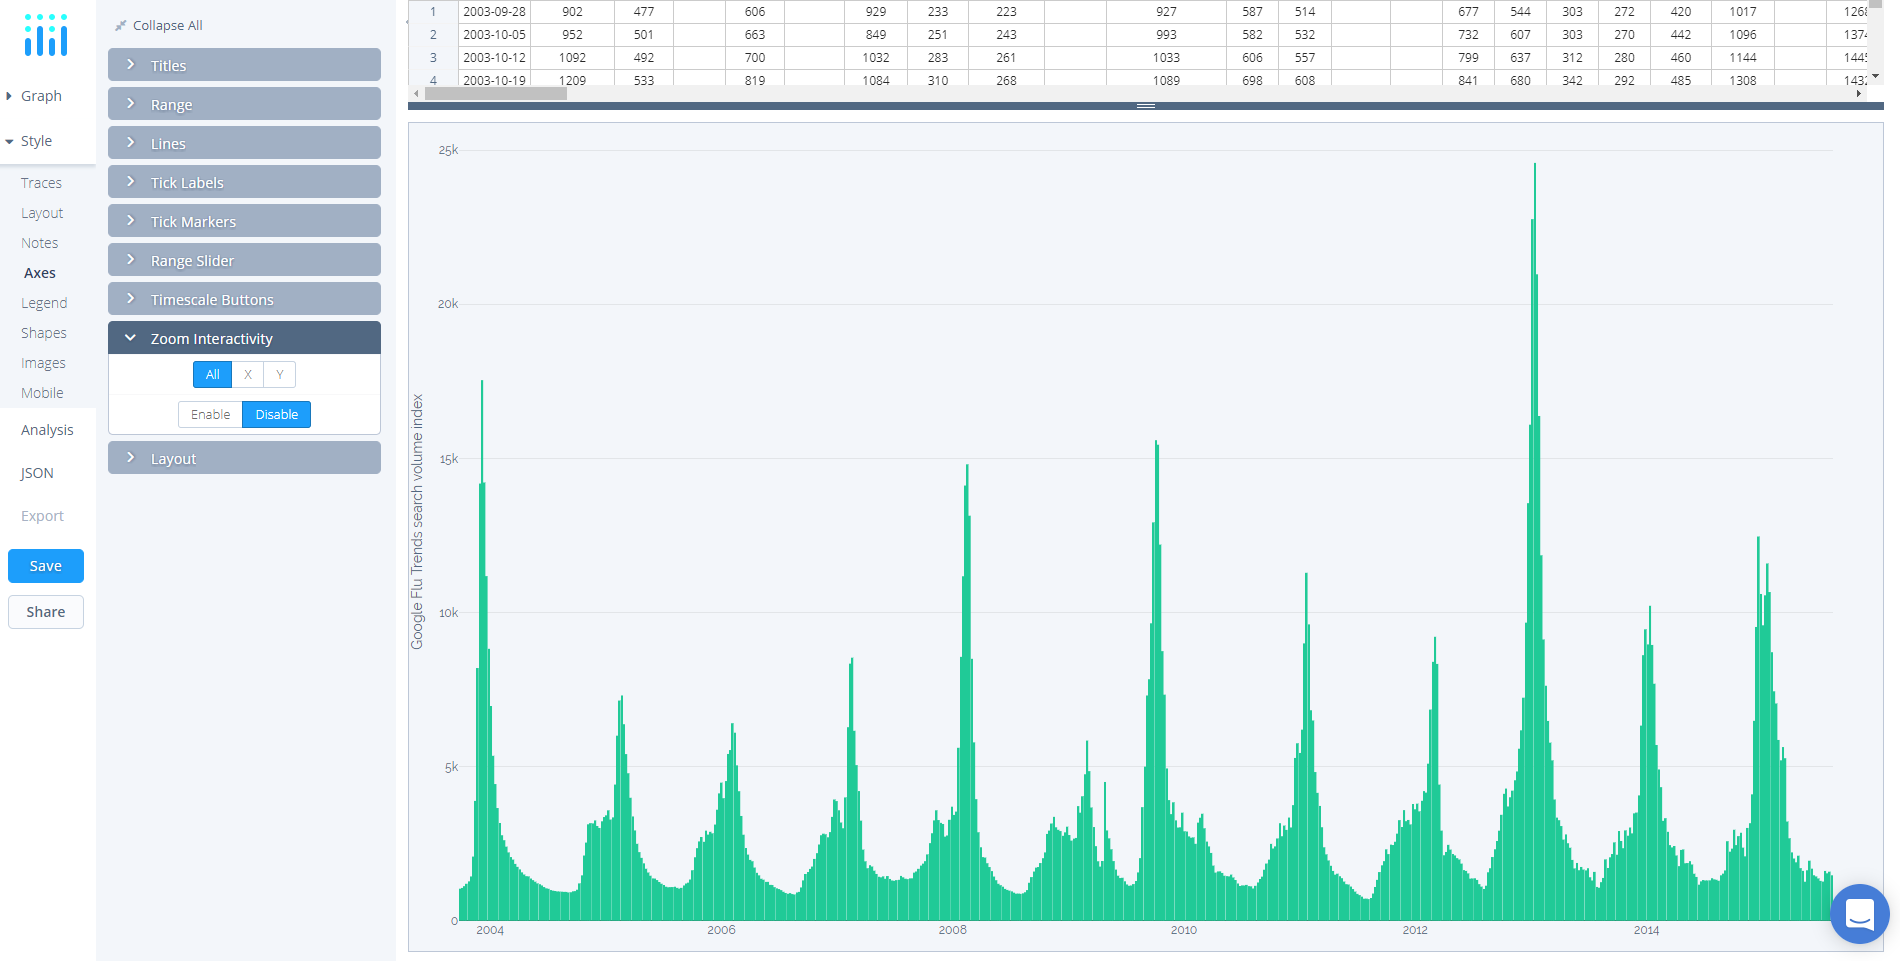 Collapse All
Graph
Style
Traces
Layout
Notes
Axes
Legend
Shapes
Images
Mobile
Analysis
JSON
Export
Save
Share
Titles
Range
Lines
Tick Labels
Tick Markers
Range Slider
Timescale Buttons
Zoom Interactivity
All X Y
Enable Disable
Layout
1 2003-09-28 902 477 606 929 233 223 927 587 514 677 544 303 272 420 1017 1268
2 2003-10-05 952 501 663 849 251 243 993 582 532 732 607 303 270 442 1096 1374
3 2003-10-12 1092 492 700 1032 283 261 1033 606 557 799 637 312 280 460 1144 1445
4 2003-10-19 1209 533 819 1084 310 268 1089 698 608 841 680 342 292 485 1308 1432
25k
20k
15k
10k
5k
0
Google Flu Trends search volume index
2004 2006 2008 2010 2012 2014